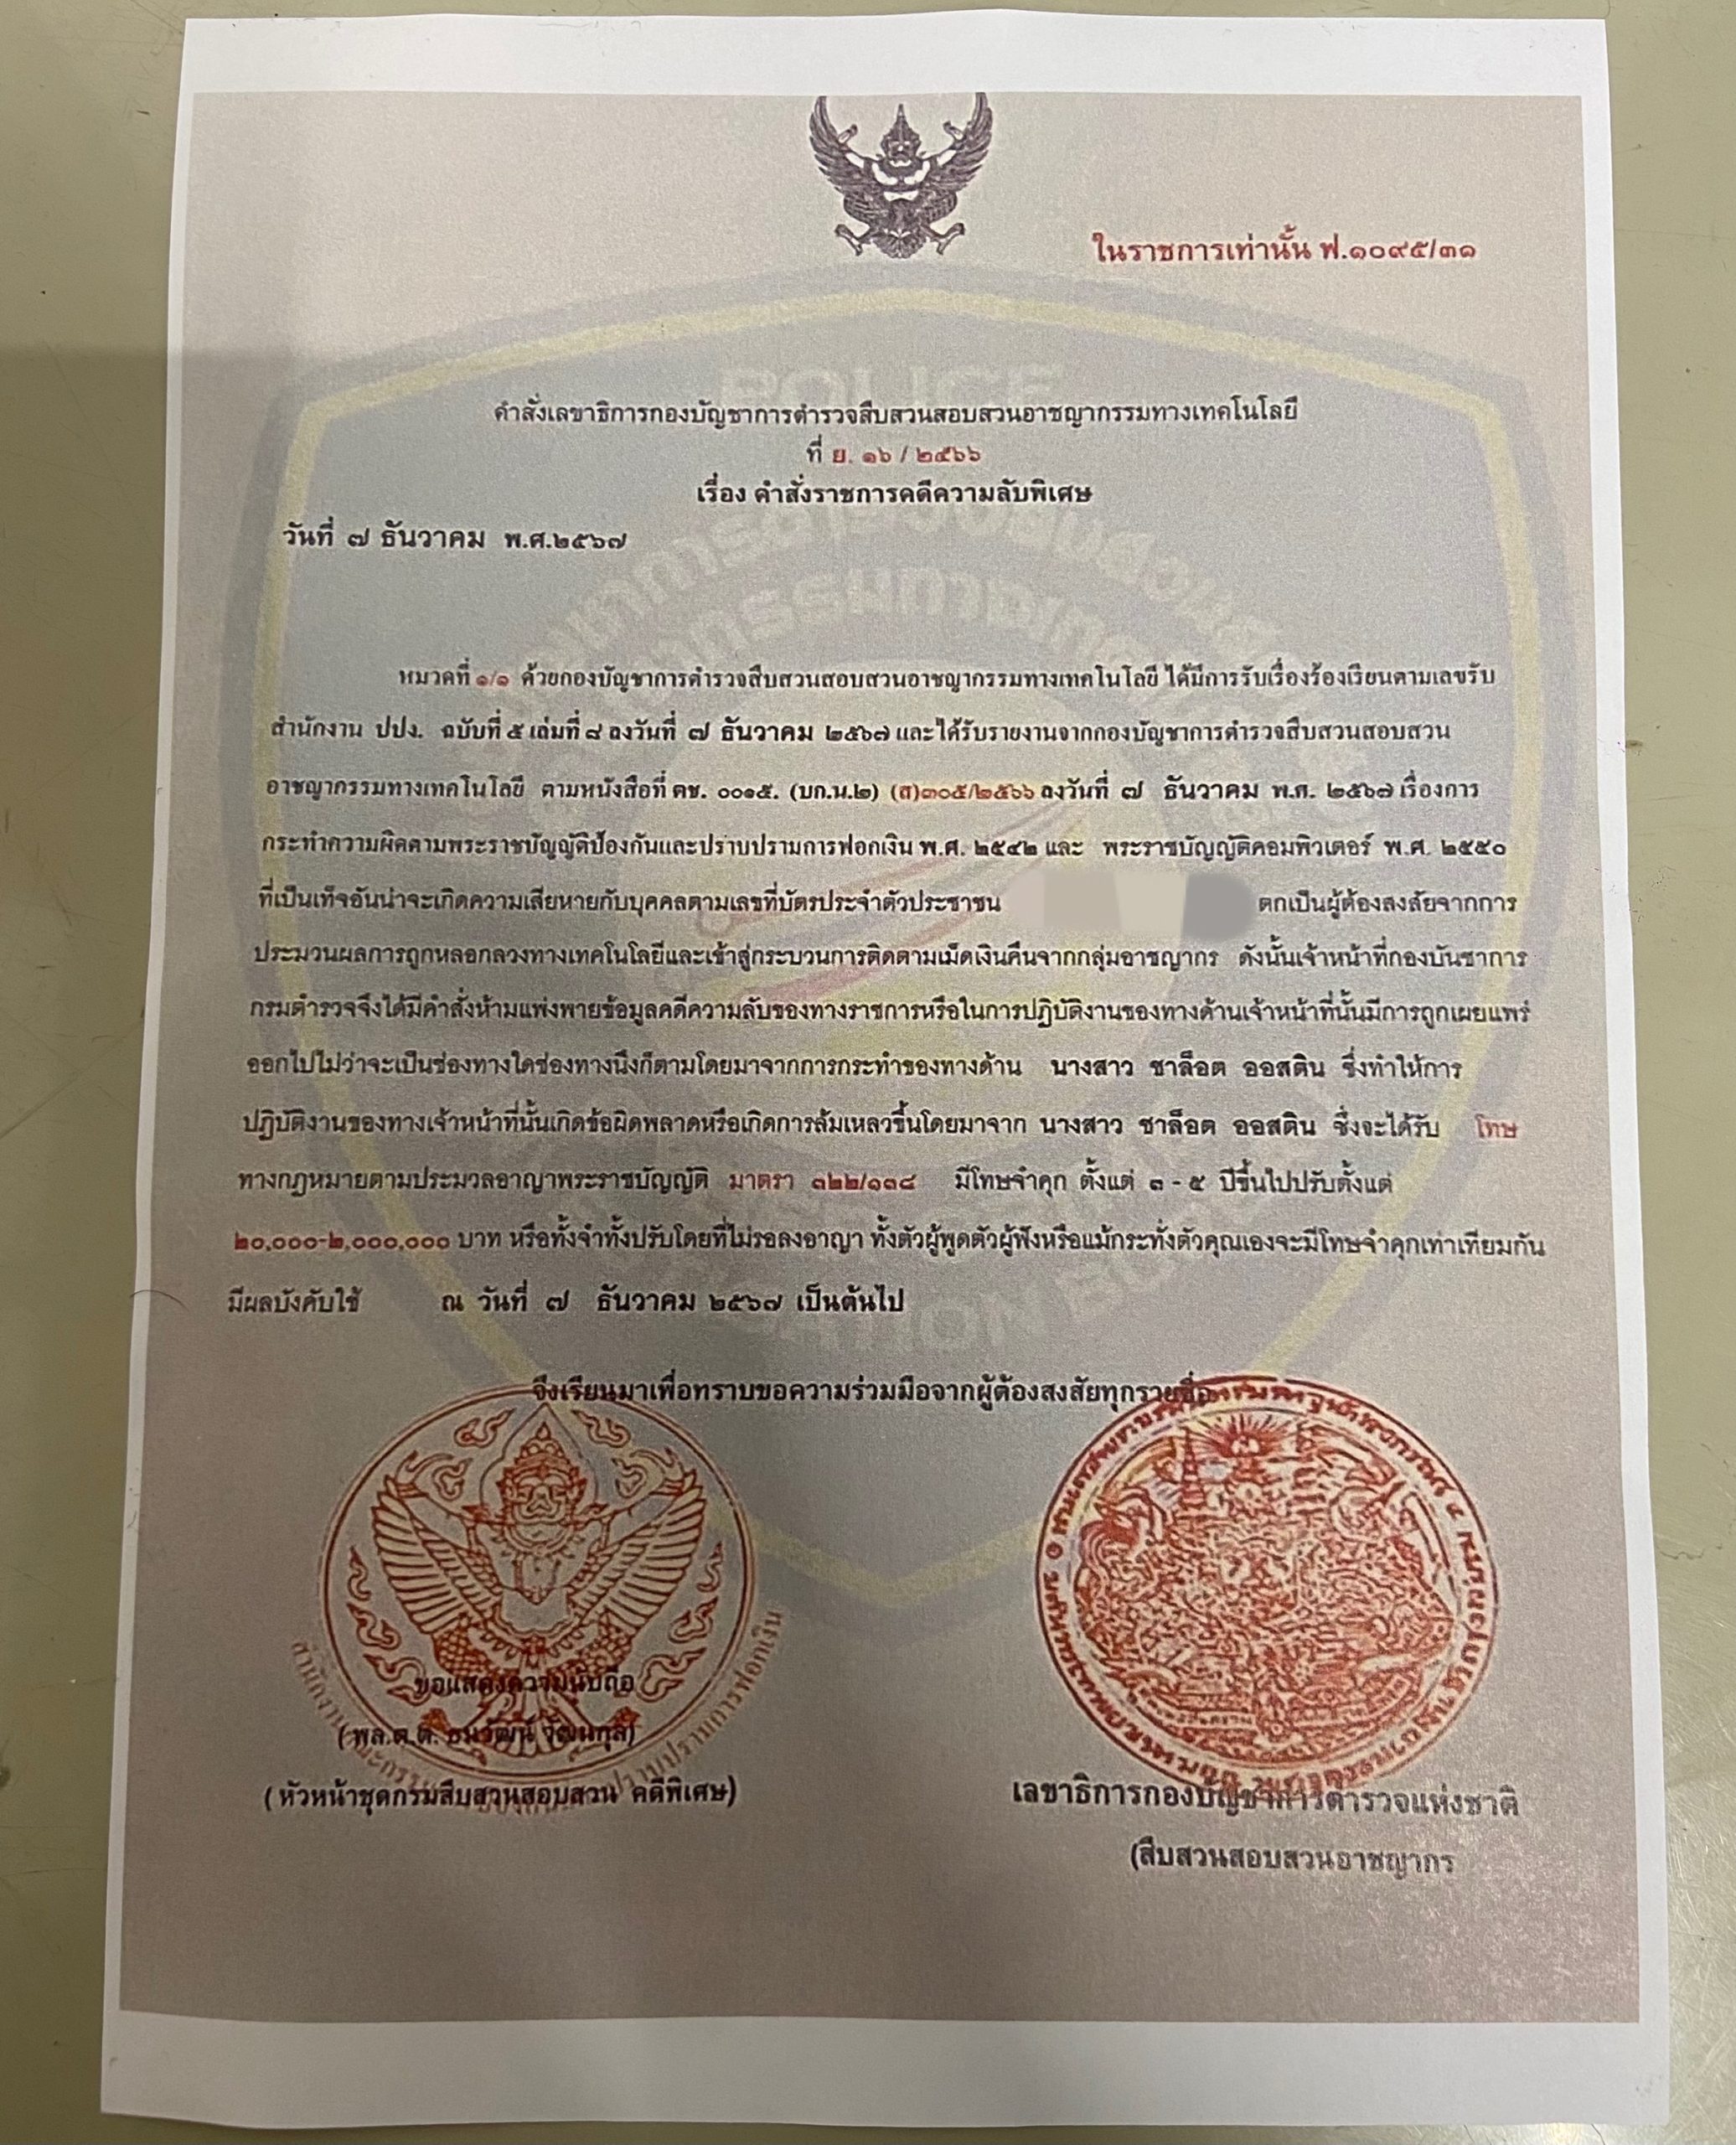 ในราชการเท่านั้น ฟ.๑๐๙๕/๓๑
POLICE
คำสั่งเลขาธิการกองบัญชาการตำรวจสืบสวนสอบสวนอาชญากรรมทางเทคโนโลยี
ที่ ย. ๑๖ / ๒๕๖๖
เรื่อง คำสั่งราชการคดีความลับพิเศษ
วันที่ ๗ ธันวาคม พ.ศ.๒๕๖๗
หมวดที่ ๑/๑ ด้วยกองบัญชาการตำรวจสืบสวนสอบสวนอาชญากรรมทางเทคโนโลยี ได้มีการรับเรื่องร้องเรียนตามเลขรับ
สำนักงาน ปปง. ฉบับที่ ๕ เล่มที่ ๘ ลงวันที่ ๗ ธันวาคม ๒๕๖๗ และได้รับรายงานจากกองบัญชาการตำรวจสืบสวนสอบสวน
อาชญากรรมทางเทคโนโลยี ตามหนังสือที่ ตช. ๐๐๑๕. (บก.น.๒) (ส)๓๐๕/๒๕๖๖ ลงวันที่ ๗ ธันวาคม พ.ศ. ๒๕๖๗ เรื่องการ
กระทำความผิดตามพระราชบัญญัติป้องกันและปราบปรามการฟอกเงิน พ.ศ. ๒๕๔๒ และ พระราชบัญญัติคอมพิวเตอร์ พ.ศ. ๒๕๕๐
ที่เป็นเท็จอันน่าจะเกิดความเสียหายกับบุคคลตามเลขที่บัตรประจำตัวประชาชน ตกเป็นผู้ต้องสงสัยจากการ
ประมวนผลการถูกหลอกลวงทางเทคโนโลยีและเข้าสู่กระบวนการติดตามเม็ดเงินคืนจากกลุ่มอาชญากร ดังนั้นเจ้าหน้าที่กองบันชาการ
กรมตำรวจจึงได้มีคำสั่งห้ามแพ่งพายข้อมูลคดีความลับของทางราชการหรือในการปฏิบัติงานของทางด้านเจ้าหน้าที่นั้นมีการถูกเผยแพร่
ออกไปไม่ว่าจะเป็นช่องทางใดช่องทางนึงก็ตามโดยมาจากการกระทำของทางด้าน นางสาว ชาล็อต ออสติน ซึ่งทำให้การ
ปฏิบัติงานของทางเจ้าหน้าที่นั้นเกิดข้อผิดพลาดหรือเกิดการล้มเหลวขึ้นโดยมาจาก นางสาว ชาล็อต ออสติน ซึ่งจะได้รับ โทษ
ทางกฎหมายตามประมวลอาญาพระราชบัญญัติ มาตรา ๓๒๒/๑๓๘ มีโทษจำคุก ตั้งแต่ ๓ - ๕ ปีขึ้นไปปรับตั้งแต่
๒๐,๐๐๐-๒,๐๐๐,๐๐๐ บาท หรือทั้งจำทั้งปรับโดยที่ไม่รอลงอาญา ทั้งตัวผู้พูดตัวผู้ฟังหรือแม้กระทั่งตัวคุณเองจะมีโทษจำคุกเท่าเทียมกัน
มีผลบังคับใช้ ณ วันที่ ๗ ธันวาคม ๒๕๖๗ เป็นต้นไป
จึงเรียนมาเพื่อทราบขอความร่วมมือจากผู้ต้องสงสัยทุกรายชื่อ
ขอแสดงความนับถือ
(พล.ต.ต. ธนวัฒน์ วัฒนกุล)
(หัวหน้าชุดกรมสืบสวนสอบสวน คดีพิเศษ)
เลขาธิการกองบัญชาการตำรวจแห่งชาติ
(สืบสวนสอบสวนอาชญากร